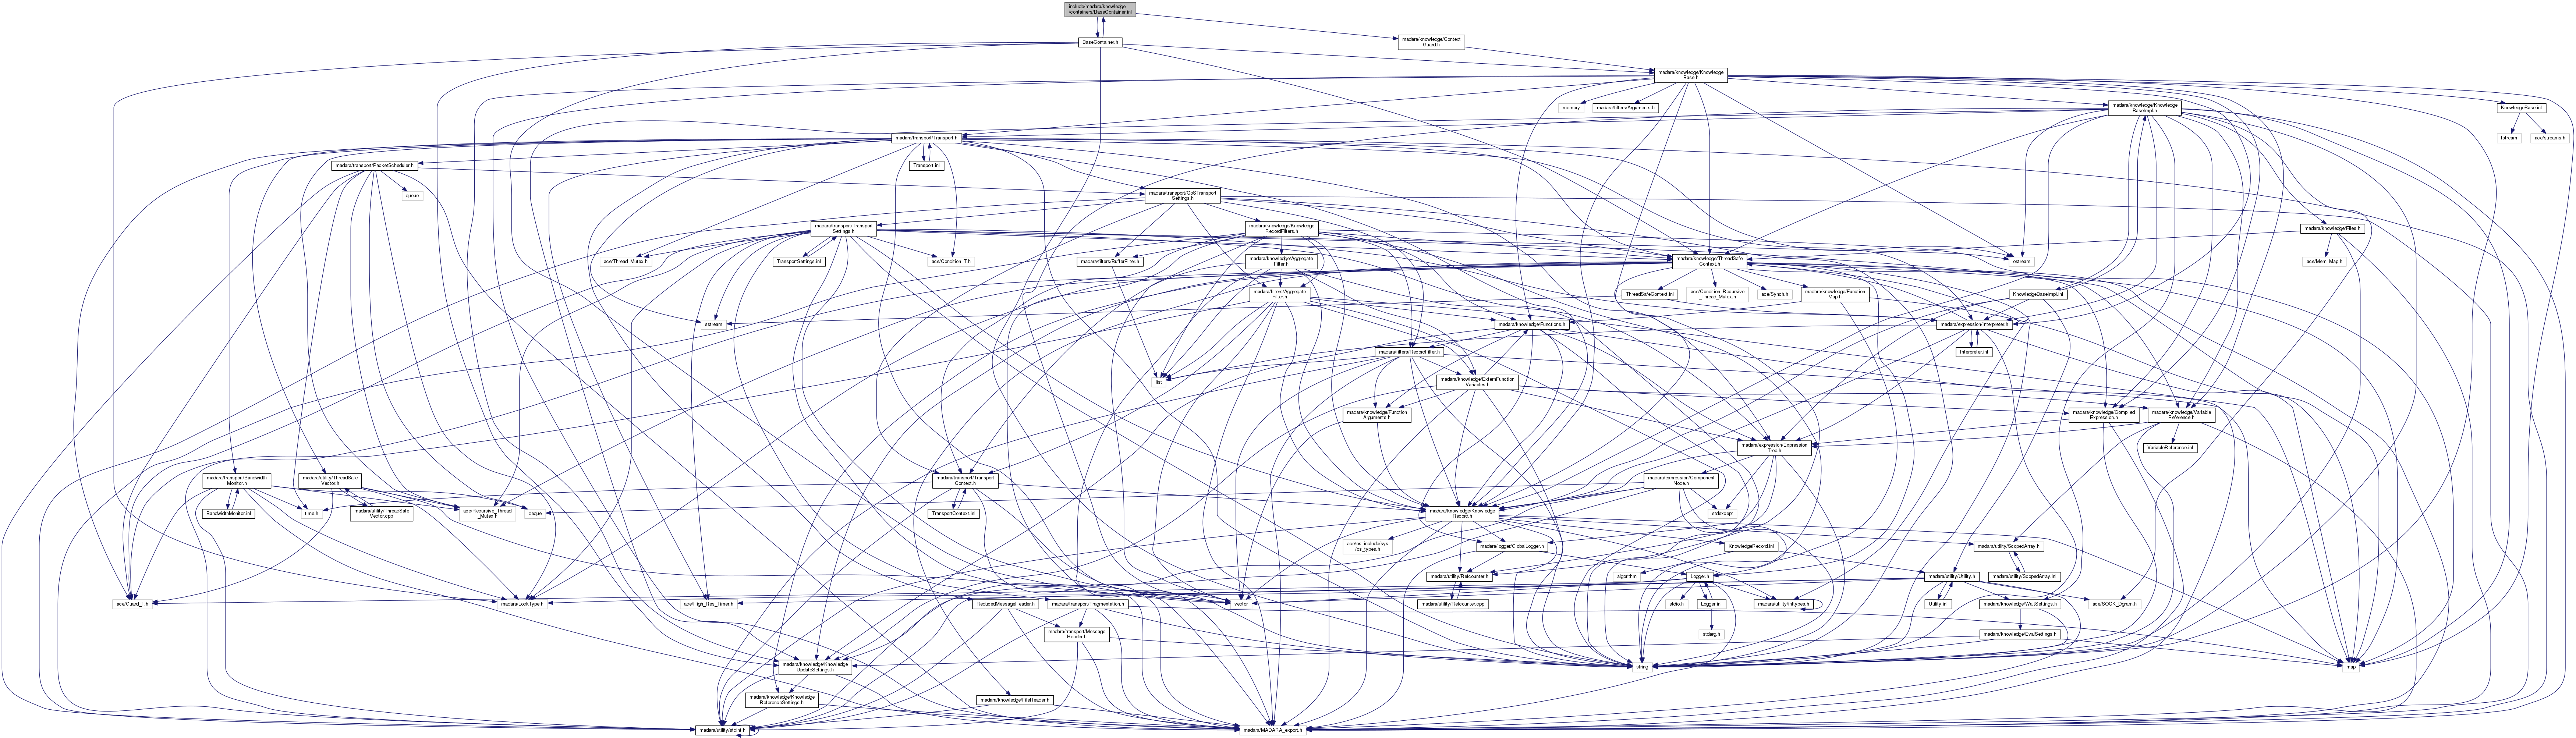 include/madara/knowledge
/containers/BaseContainer.inl
BaseContainer.h
madara/knowledge/Context
Guard.h
madara/knowledge/Knowledge
Base.h
memory
madara/filters/Arguments.h
madara/knowledge/Knowledge
BaseImpl.h
KnowledgeBase.inl
fstream
ace/streams.h
madara/transport/Transport.h
Transport.inl
madara/transport/PacketScheduler.h
queue
madara/transport/QoSTransport
Settings.h
madara/transport/Transport
Settings.h
madara/knowledge/Knowledge
RecordFilters.h
madara/knowledge/Files.h
ace/Thread_Mutex.h
TransportSettings.inl
ace/Condition_T.h
madara/filters/BufferFilter.h
madara/knowledge/Aggregate
Filter.h
madara/knowledge/ThreadSafe
Context.h
ostream
ace/Mem_Map.h
madara/filters/Aggregate
Filter.h
ThreadSafeContext.inl
ace/Condition_Recursive
_Thread_Mutex.h
ace/Synch.h
madara/knowledge/Function
Map.h
KnowledgeBaseImpl.inl
sstream
madara/knowledge/Functions.h
madara/expression/Interpreter.h
madara/filters/RecordFilter.h
Interpreter.inl
list
madara/knowledge/ExternFunction
Variables.h
madara/knowledge/Function
Arguments.h
madara/knowledge/Compiled
Expression.h
madara/knowledge/Variable
Reference.h
madara/expression/Expression
Tree.h
VariableReference.inl
madara/transport/Bandwidth
Monitor.h
madara/utility/ThreadSafe
Vector.h
madara/transport/Transport
Context.h
madara/expression/Component
Node.h
BandwidthMonitor.inl
time.h
madara/utility/ThreadSafe
Vector.cpp
ace/Recursive_Thread
_Mutex.h
deque
TransportContext.inl
madara/knowledge/Knowledge
Record.h
stdexcept
ace/os_include/sys
/os_types.h
madara/logger/GlobalLogger.h
KnowledgeRecord.inl
madara/utility/ScopedArray.h
madara/utility/Refcounter.h
algorithm
Logger.h
madara/utility/Utility.h
madara/utility/ScopedArray.inl
ace/Guard_T.h
madara/LockType.h
ace/High_Res_Timer.h
ReducedMessageHeader.h
madara/transport/Fragmentation.h
vector
madara/utility/Refcounter.cpp
stdio.h
Logger.inl
madara/utility/IntTypes.h
Utility.inl
madara/knowledge/WaitSettings.h
ace/SOCK_Dgram.h
madara/transport/Message
Header.h
stdarg.h
madara/knowledge/EvalSettings.h
madara/knowledge/Knowledge
UpdateSettings.h
string
map
madara/knowledge/Knowledge
ReferenceSettings.h
madara/knowledge/FileHeader.h
madara/utility/stdint.h
madara/MADARA_export.h